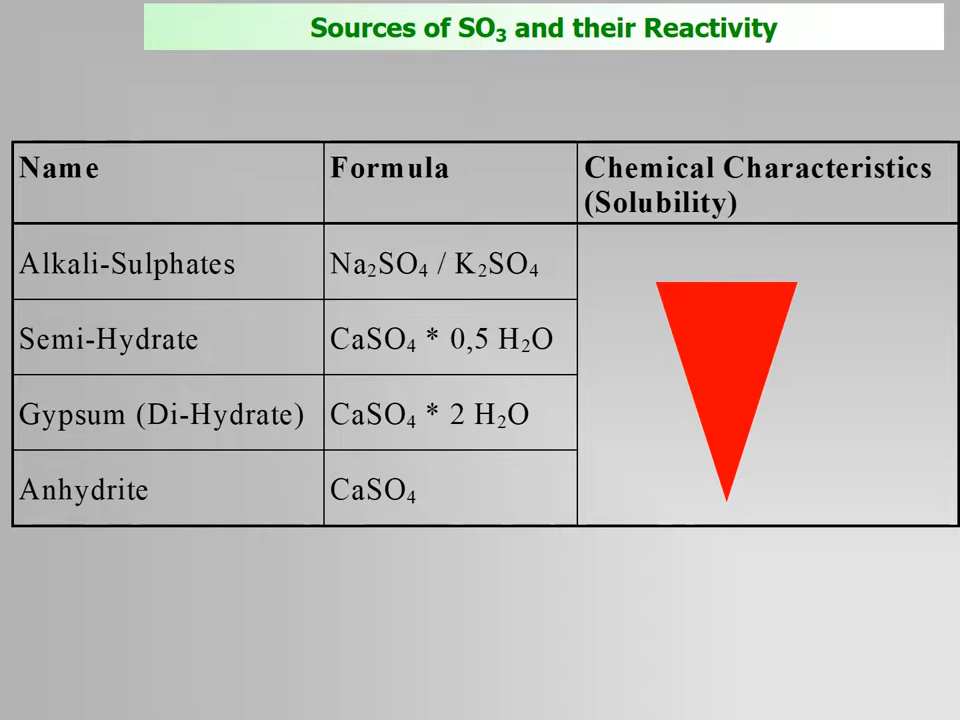 Sources of SO₃ and their Reactivity
Name Formula Chemical Characteristics
(Solubility)
Alkali-Sulphates Na₂SO₄ / K₂SO₄
Semi-Hydrate CaSO₄ * 0,5 H₂O
Gypsum (Di-Hydrate) CaSO₄ * 2 H₂O
Anhydrite CaSO₄